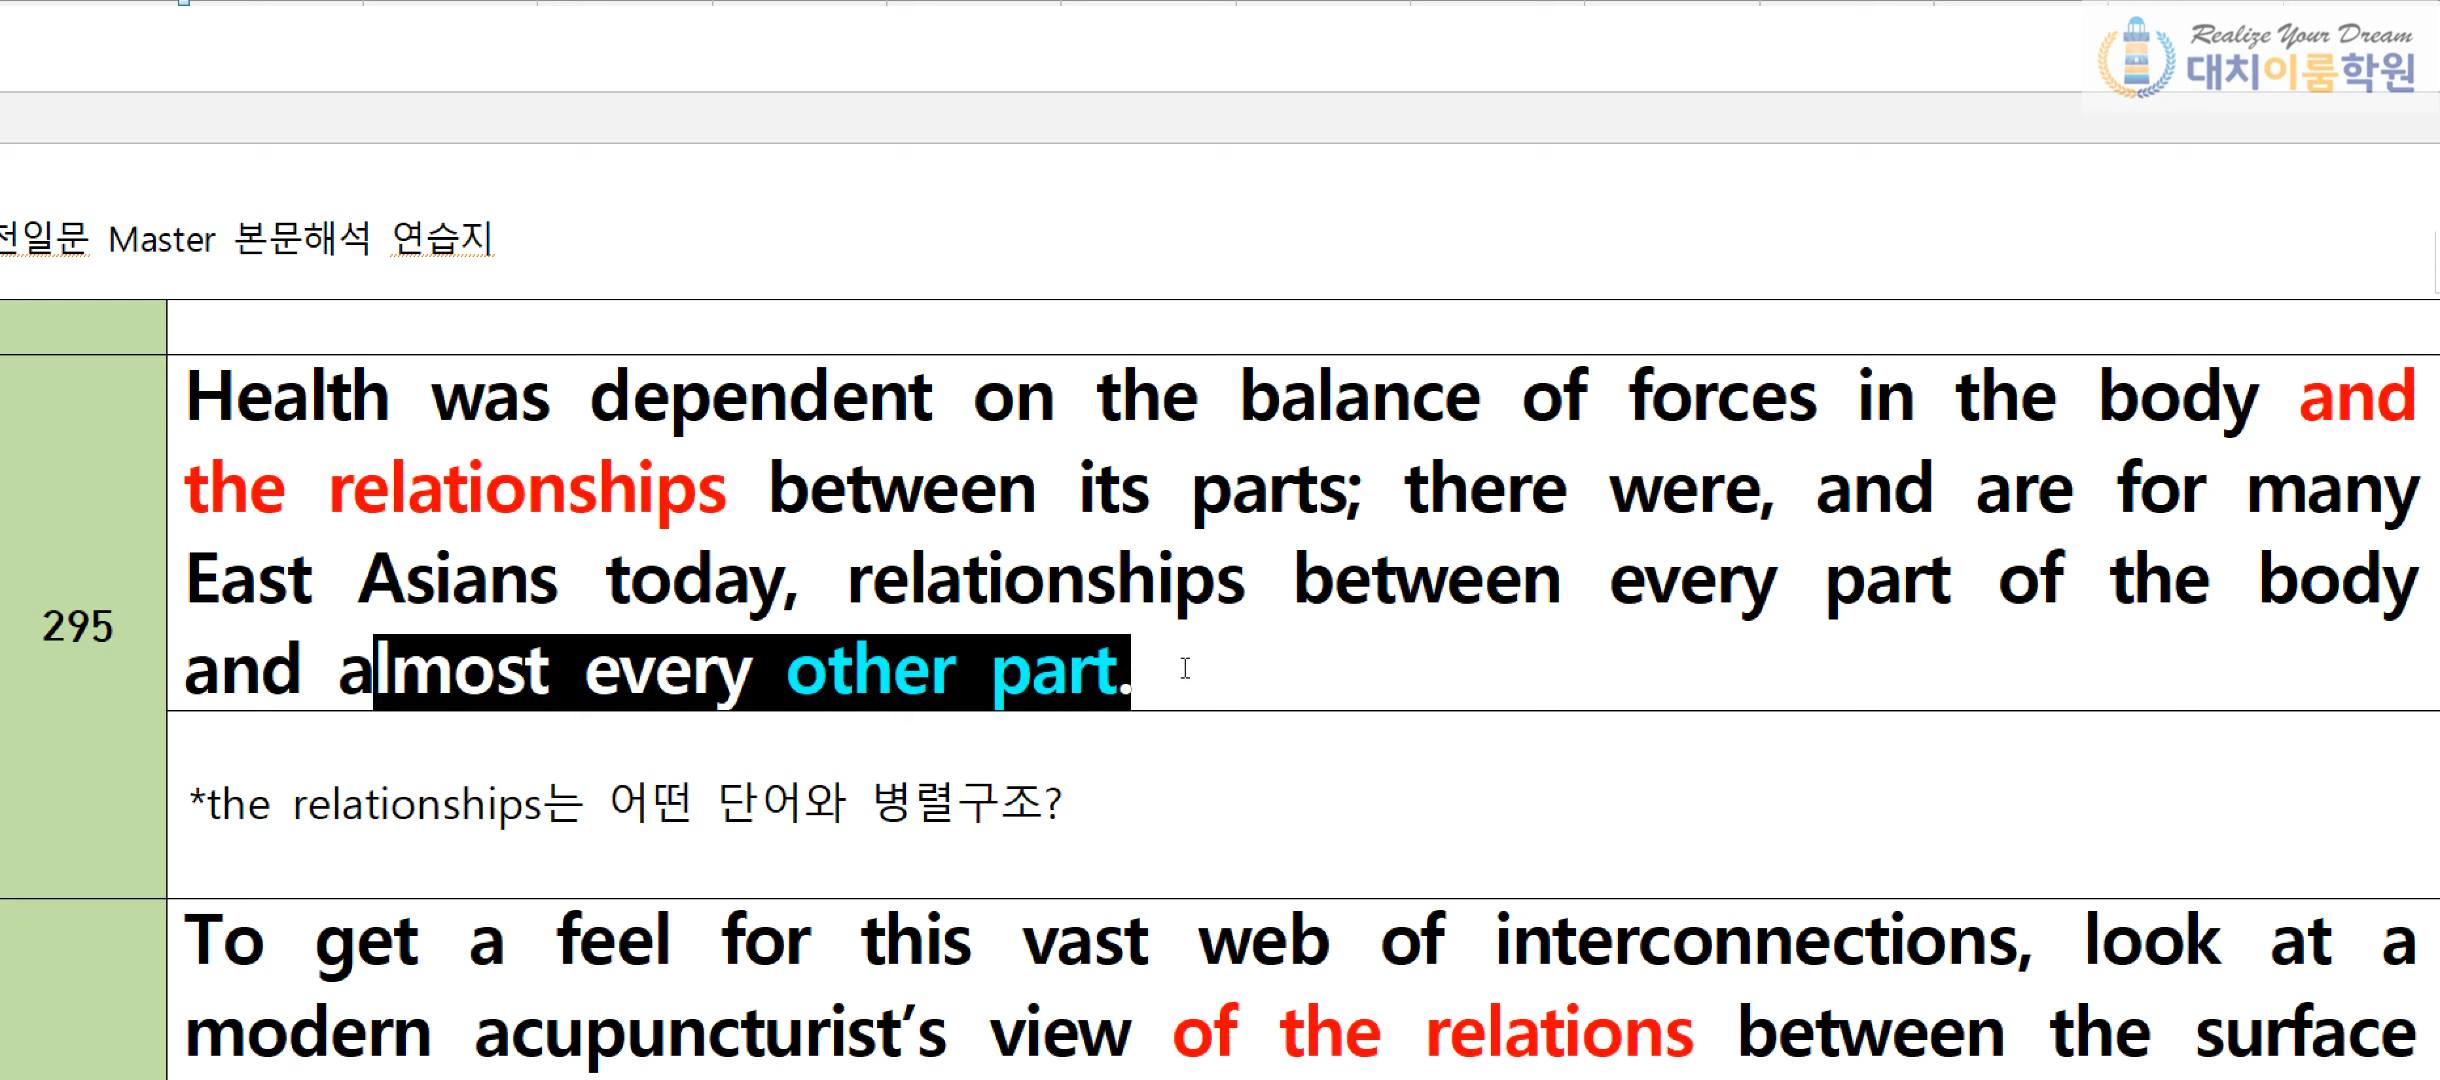 Realize Your Dream
대치이룸학원
천일문 Master 본문해석 연습지
Health was dependent on the balance of forces in the body and
the relationships between its parts; there were, and are for many
East Asians today, relationships between every part of the body
295
and almost every other part.
*the relationships는 어떤 단어와 병렬구조?
To get a feel for this vast web of interconnections, look at a
modern acupuncturist’s view of the relations between the surface